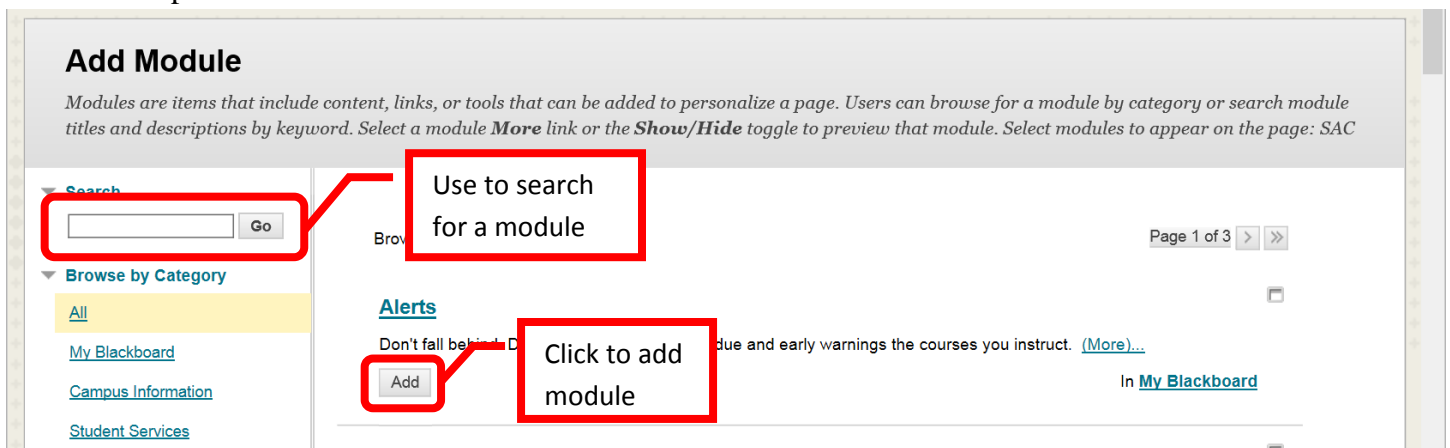 Add Module
Modules are items that include content, links, or tools that can be added to personalize a page. Users can browse for a module by category or search module
titles and descriptions by keyword. Select a module More link or the Show/Hide toggle to preview that module. Select modules to appear on the page: SAC
Search
Go
Use to search
for a module
Page 1 of 3 > >>
Browse by Category
All
My Blackboard
Campus Information
Student Services
Alerts
Don't fall behind. due and early warnings the courses you instruct. (More)...
Click to add
module
Add
In My Blackboard